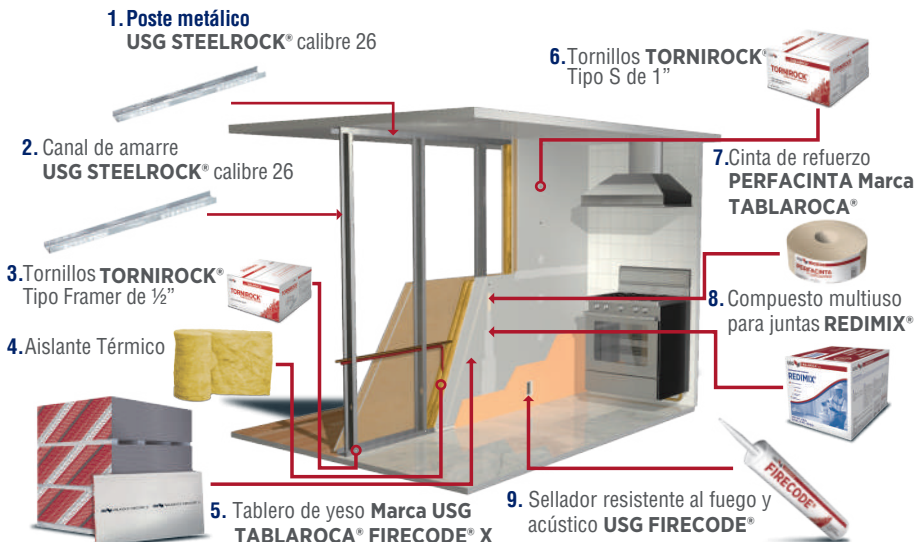 1. Poste metálico
USG STEELROCK® calibre 26
2. Canal de amarre
USG STEELROCK® calibre 26
3. Tornillos TORNIROCK®
Tipo Framer de ½”
TORNIROCK
4. Aislante Térmico
5. Tablero de yeso Marca USG
TABLAROCA® FIRECODE® X
6. Tornillos TORNIROCK®
Tipo S de 1”
TORNIROCK
7. Cinta de refuerzo
PERFACINTA Marca
TABLAROCA®
PERFACINTA
8. Compuesto multiuso
para juntas REDIMIX®
REDIMIX
9. Sellador resistente al fuego y
acústico USG FIRECODE®
FIRECODE